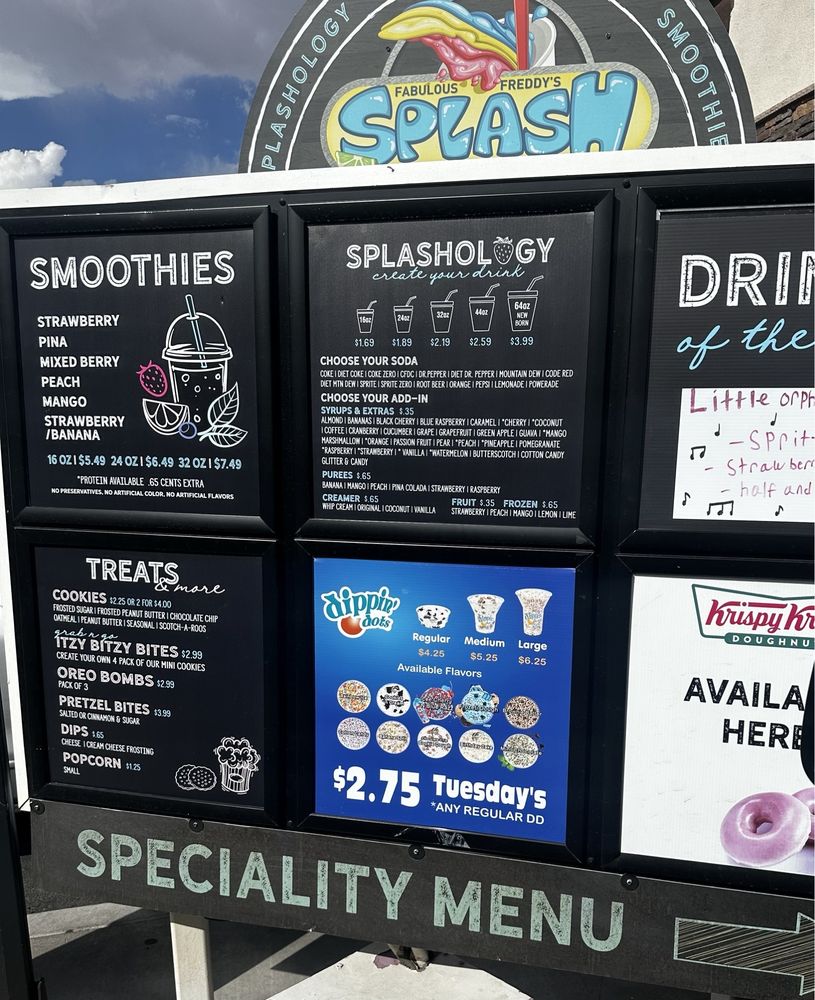 SPLASHOLOGY
SMOOTHIE
FABULOUS FREDDY'S
SPLASH
SMOOTHIES
STRAWBERRY
PINA
MIXED BERRY
PEACH
MANGO
STRAWBERRY
/BANANA
16 OZ | $5.49 24 OZ | $6.49 32 OZ | $7.49
*PROTEIN AVAILABLE .65 CENTS EXTRA
NO PRESERVATIVES, NO ARTIFICIAL COLOR, NO ARTIFICIAL FLAVORS
SPLASHOLOGY
create your drink
16oz 24oz 32oz 44oz 64oz
NEW
BORN
$1.69 $1.89 $2.19 $2.59 $3.99
CHOOSE YOUR SODA
COKE | DIET COKE | COKE ZERO | CFDC | DR.PEPPER | DIET DR. PEPPER | MOUNTAIN DEW | CODE RED
DIET MTN DEW | SPRITE | SPRITE ZERO | ROOT BEER | ORANGE | PEPSI | LEMONADE | POWERADE
CHOOSE YOUR ADD-IN
SYRUPS & EXTRAS $.35
ALMOND | BANANAS | BLACK CHERRY | BLUE RASPBERRY | CARAMEL | *CHERRY | *COCONUT
| COFFEE | CRANBERRY | CUCUMBER | GRAPE | GRAPEFRUIT | GREEN APPLE | GUAVA | *MANGO
MARSHMALLOW | *ORANGE | PASSION FRUIT | PEAR | *PEACH | *PINEAPPLE | POMEGRANATE
*RASPBERRY | *STRAWBERRY | * VANILLA | *WATERMELON | BUTTERSCOTCH | COTTON CANDY
GLITTER & CANDY
PUREES $.65
BANANA | MANGO | PEACH | PINA COLADA | STRAWBERRY | RASPBERRY
CREAMER $.65 FRUIT $.35 FROZEN $.65
WHIP CREAM | ORIGINAL | COCONUT | VANILLA STRAWBERRY | PEACH | MANGO | LEMON | LIME
DRIN
of the
Little orph
- Sprit
- Strawberr
- half and
TREATS
& more
COOKIES $2.25 OR 2 FOR $4.00
FROSTED SUGAR | FROSTED PEANUT BUTTER | CHOCOLATE CHIP
OATMEAL | PEANUT BUTTER | SEASONAL | SCOTCH-A-ROOS
grab n go
ITZY BITZY BITES $2.99
CREATE YOUR OWN 4 PACK OF OUR MINI COOKIES
OREO BOMBS $2.99
PACK OF 3
PRETZEL BITES $3.99
SALTED OR CINNAMON & SUGAR
DIPS $.65
CHEESE | CREAM CHEESE FROSTING
POPCORN $1.25
SMALL
dippin'
dots
Regular Medium Large
$4.25 $5.25 $6.25
Available Flavors
Cotton Candy
Birthday Cake
$2.75 Tuesday's
*ANY REGULAR DD
Krispy Kr
DOUGHNU
AVAILA
HERE
SPECIALITY MENU